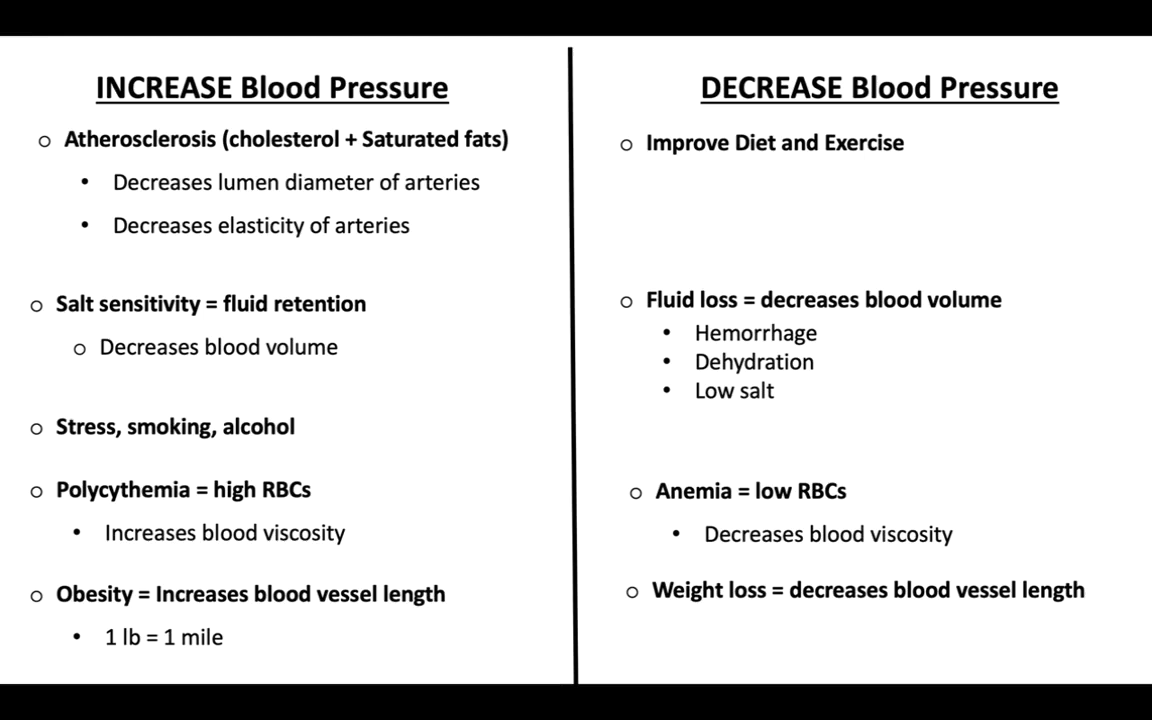 INCREASE Blood Pressure
o Atherosclerosis (cholesterol + Saturated fats)
• Decreases lumen diameter of arteries
• Decreases elasticity of arteries
o Salt sensitivity = fluid retention
o Decreases blood volume
o Stress, smoking, alcohol
o Polycythemia = high RBCs
• Increases blood viscosity
o Obesity = Increases blood vessel length
• 1 lb = 1 mile
DECREASE Blood Pressure
o Improve Diet and Exercise
o Fluid loss = decreases blood volume
• Hemorrhage
• Dehydration
• Low salt
o Anemia = low RBCs
• Decreases blood viscosity
o Weight loss = decreases blood vessel length